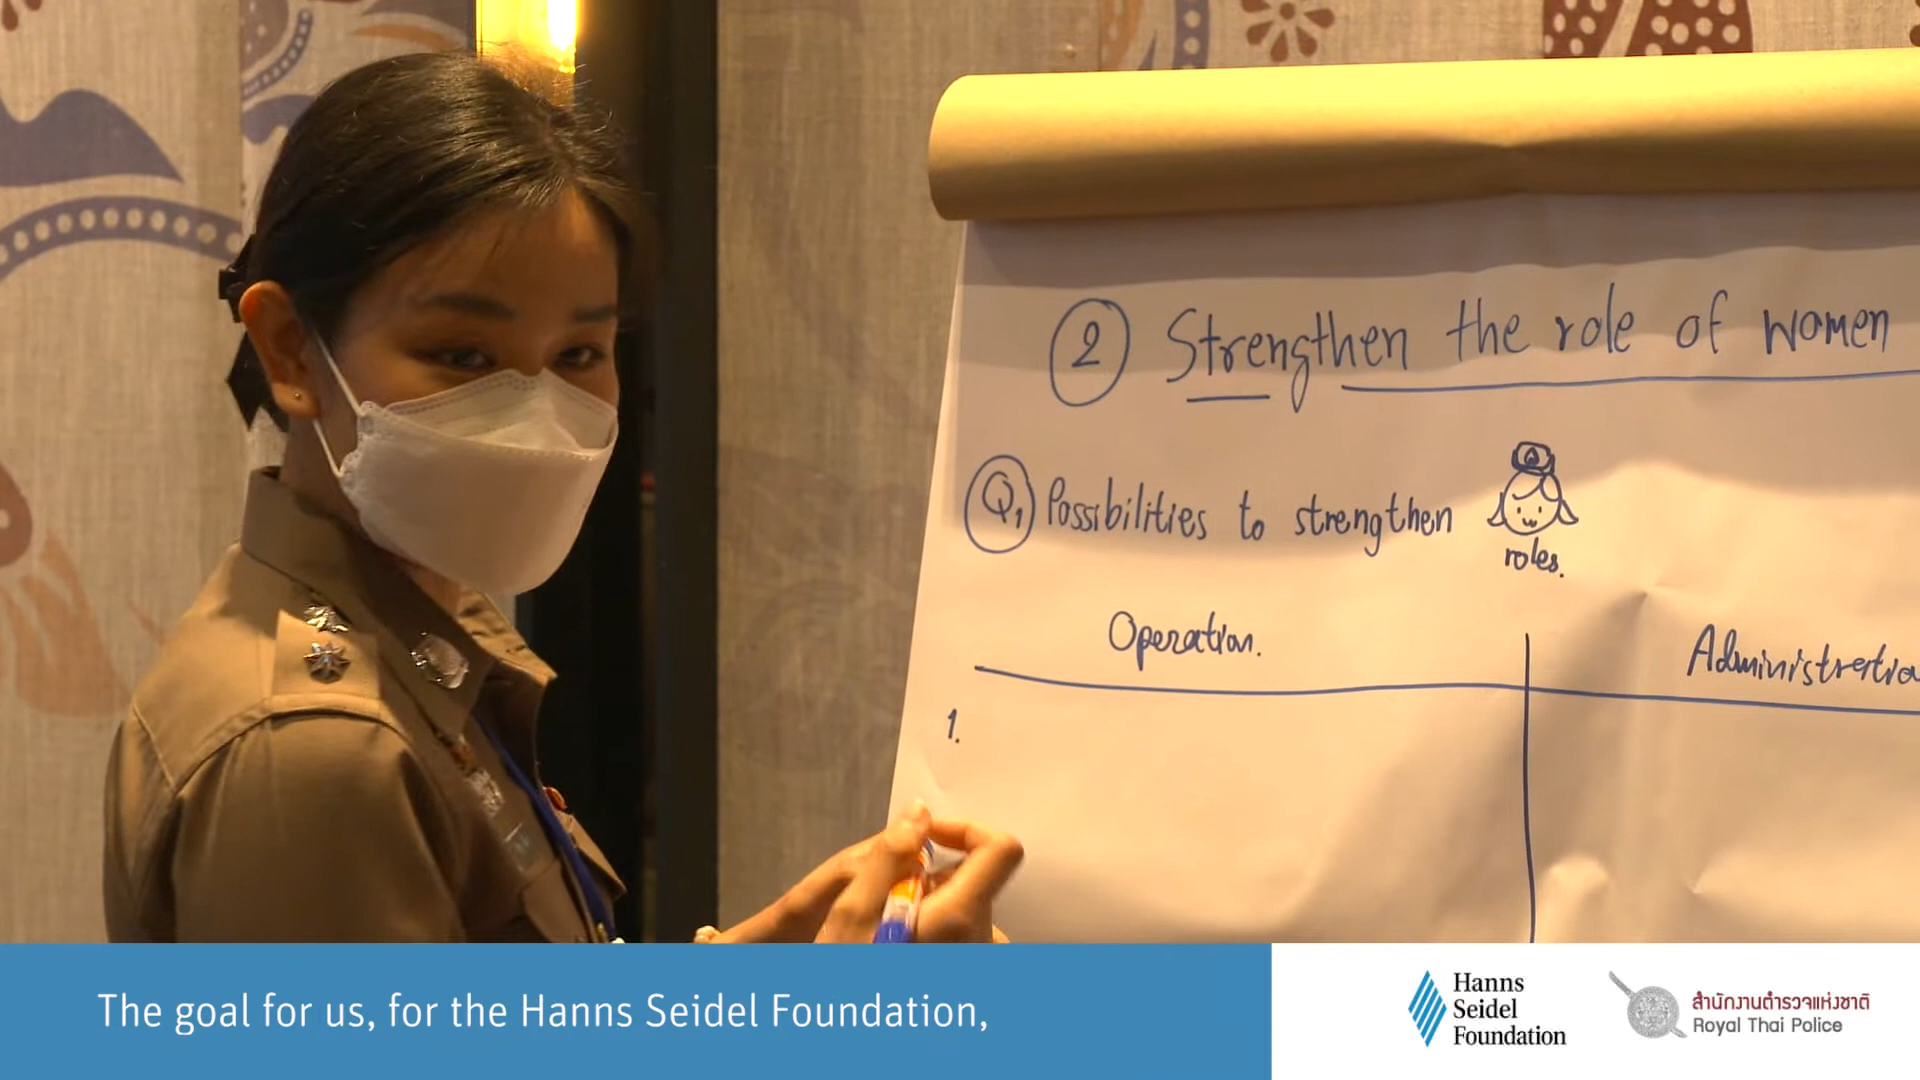 ② Strengthen the role of women
Q1 Possibilities to strengthen
roles.
Operation.
Administratio
1.
The goal for us, for the Hanns Seidel Foundation,
Hanns
Seidel
Foundation
สำนักงานตำรวจแห่งชาติ
Royal Thai Police